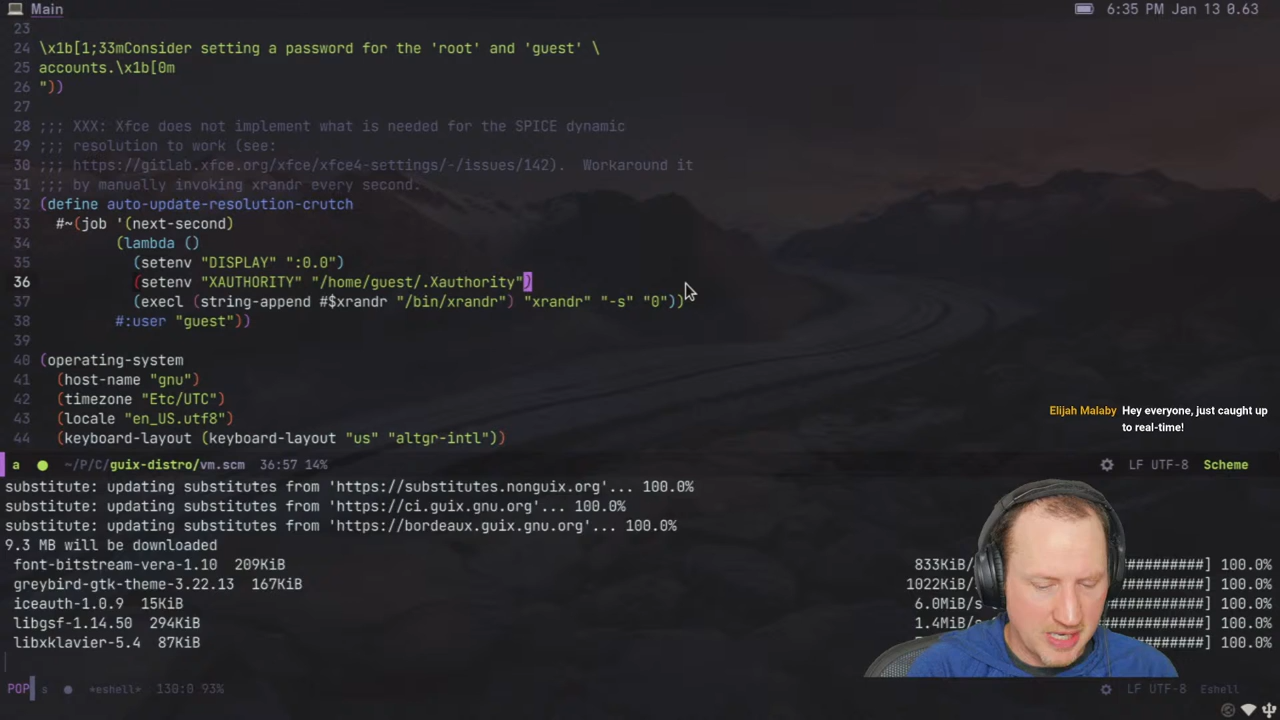 Main
6:35 PM Jan 13 0.63
23
24 \x1b[1;33mConsider setting a password for the 'root' and 'guest' \
25 accounts.\x1b[0m
26 "))
27
28 ;;; XXX: Xfce does not implement what is needed for the SPICE dynamic
29 ;;; resolution to work (see:
30 ;;; https://gitlab.xfce.org/xfce/xfce4-settings/-/issues/142).  Workaround it
31 ;;; by manually invoking xrandr every second.
32 (define auto-update-resolution-crutch
33   #~(job '(next-second)
34          (lambda ()
35            (setenv "DISPLAY" ":0.0")
36            (setenv "XAUTHORITY" "/home/guest/.Xauthority")
37            (execl (string-append #$xrandr "/bin/xrandr") "xrandr" "-s" "0"))
38          #:user "guest"))
39
40 (operating-system
41   (host-name "gnu")
42   (timezone "Etc/UTC")
43   (locale "en_US.utf8")
44   (keyboard-layout (keyboard-layout "us" "altgr-intl"))
Elijah Malaby Hey everyone, just caught up
to real-time!
a ~/P/C/guix-distro/vm.scm 36:57 14% LF UTF-8 Scheme
substitute: updating substitutes from 'https://substitutes.nonguix.org'... 100.0%
substitute: updating substitutes from 'https://ci.guix.gnu.org'... 100.0%
substitute: updating substitutes from 'https://bordeaux.guix.gnu.org'... 100.0%
9.3 MB will be downloaded
font-bitstream-vera-1.10 209KiB 833KiB/ #########] 100.0%
greybird-gtk-theme-3.22.13 167KiB 1022KiB/ #########] 100.0%
iceauth-1.0.9 15KiB 6.0MiB/s #########] 100.0%
libgsf-1.14.50 294KiB 1.4MiB/ #########] 100.0%
libxklavier-5.4 87KiB #########] 100.0%
POP s *eshell* 130:0 93% LF UTF-8 Eshell